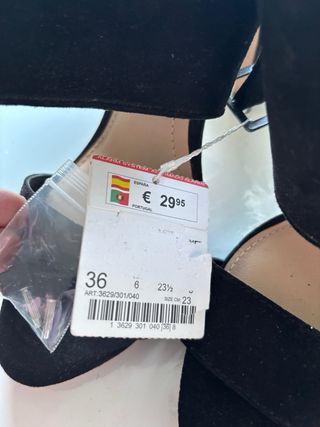 ESPAÑA
€ 29 95
PORTUGAL
36
6
23½
ART.3629/301/040
SIZE CM. 23
1 3629 301 040 |36| 8